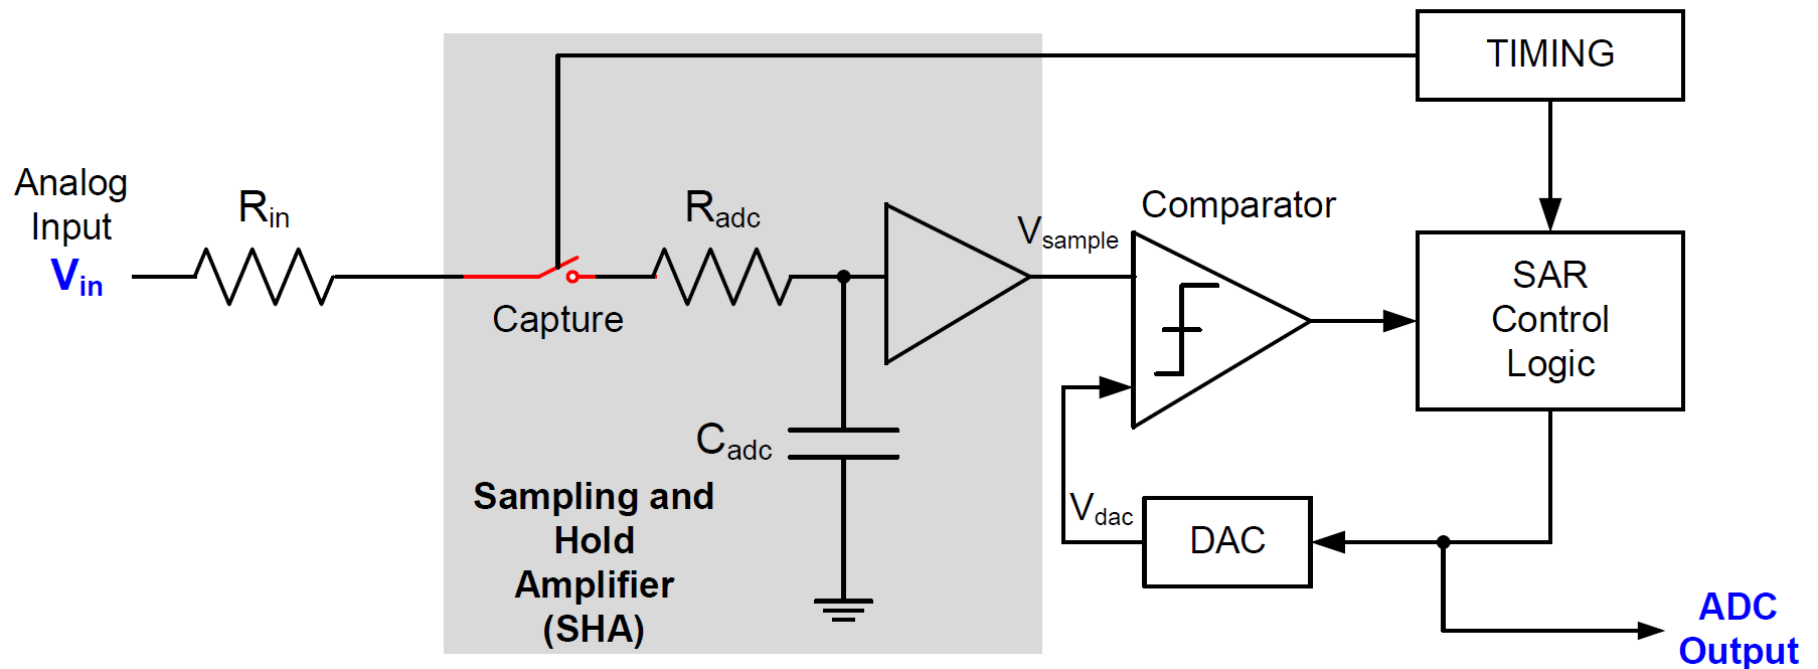 TIMING
Analog
Input
Vin
Rin
Capture
Radc
Cadc
Sampling and
Hold
Amplifier
(SHA)
Vsample
Comparator
SAR
Control
Logic
Vdac
DAC
ADC
Output